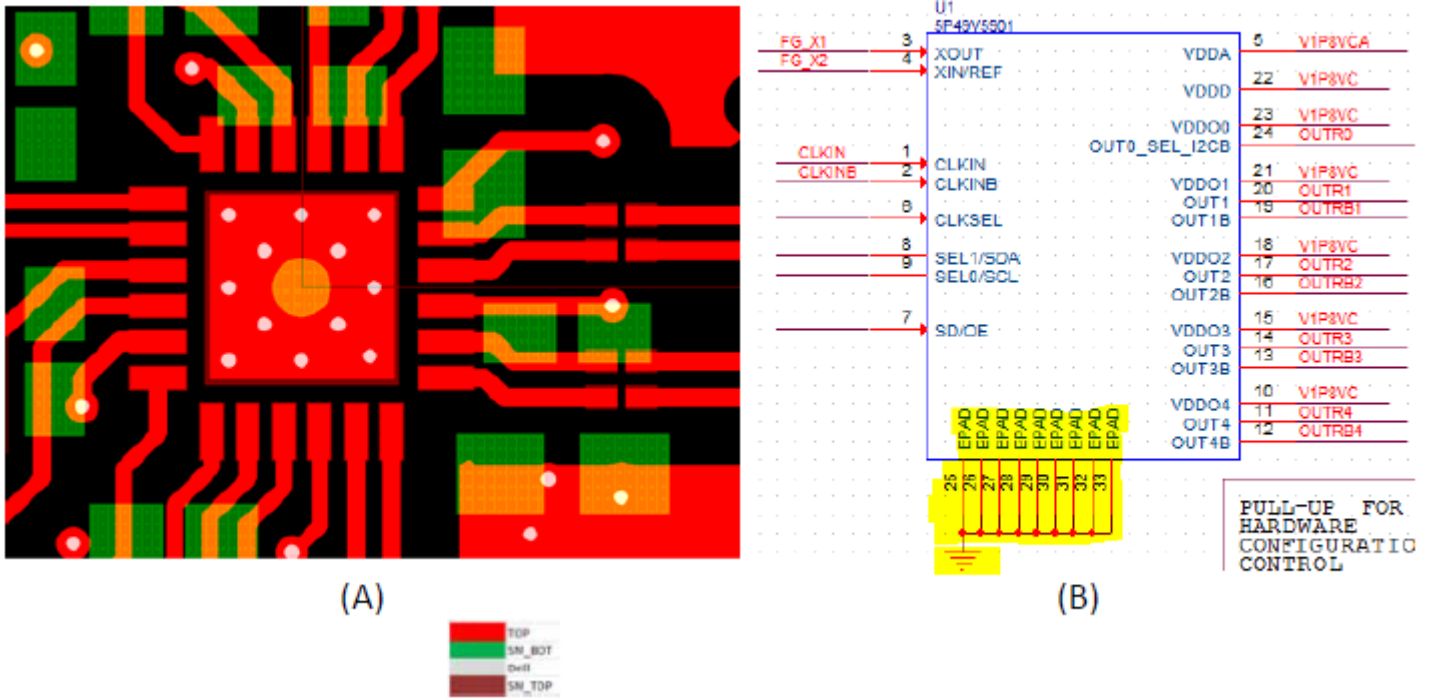 U1
5P49V5901
FG_X1 3 XOUT
FG_X2 4 XIN/REF
CLKIN 1 CLKIN
CLKINB 2 CLKINB
6 CLKSEL
8 SEL1/SDA
9 SEL0/SCL
7 SD/OE
VDDA 5 V1P8VCA
VDDD 22 V1P8VC
VDDO0 23 V1P8VC
OUT0_SEL_I2CB 24 OUTR0
VDDO1 21 V1P8VC
OUT1 20 OUTR1
OUT1B 19 OUTRB1
VDDO2 18 V1P8VC
OUT2 17 OUTR2
OUT2B 16 OUTRB2
VDDO3 15 V1P8VC
OUT3 14 OUTR3
OUT3B 13 OUTRB3
VDDO4 10 V1P8VC
OUT4 11 OUTR4
OUT4B 12 OUTRB4
EPAD EPAD EPAD EPAD EPAD EPAD EPAD EPAD EPAD
25 26 27 28 29 30 31 32 33
PULL-UP FOR
HARDWARE
CONFIGURATIO
CONTROL
(A)
(B)
TOP
SM_BOT
Drill
SM_TOP